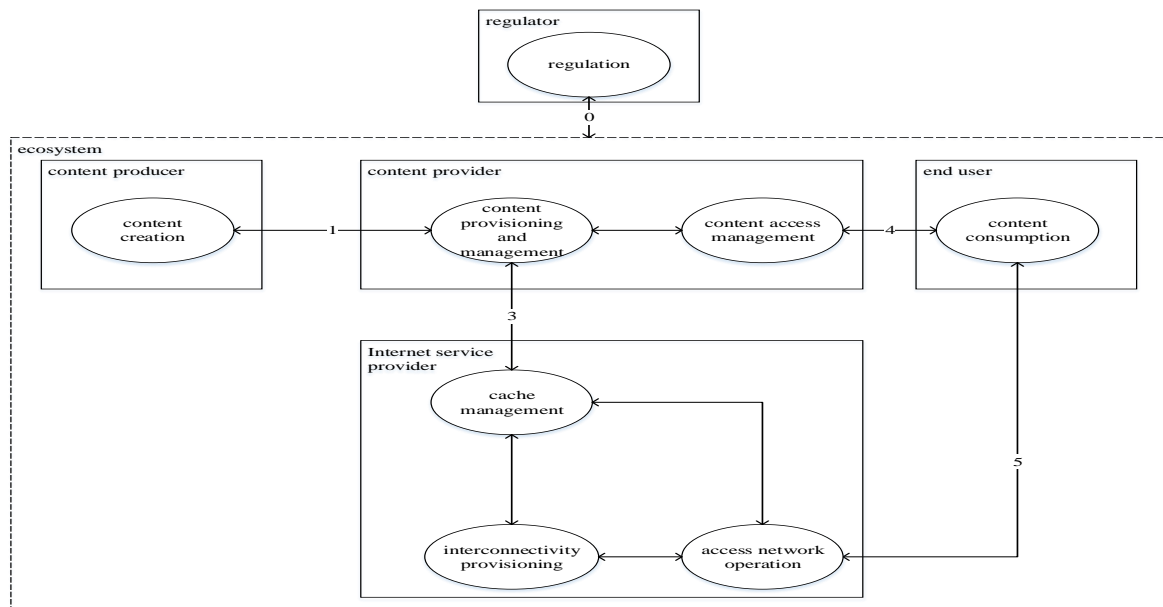 regulator
regulation
0
ecosystem
content producer
content
creation
1
content provider
content
provisioning
and
management
content access
management
4
end user
content
consumption
3
Internet service
provider
cache
management
5
interconnectivity
provisioning
access network
operation